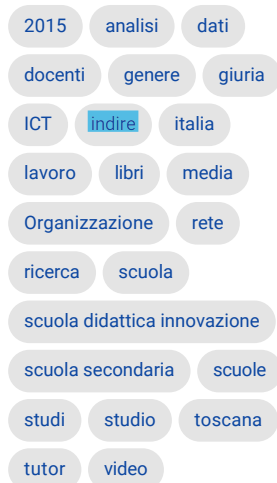 2015 analisi dati
docenti genere giuria
ICT indire italia
lavoro libri media
Organizzazione rete
ricerca scuola
scuola didattica innovazione
scuola secondaria scuole
studi studio toscana
tutor video